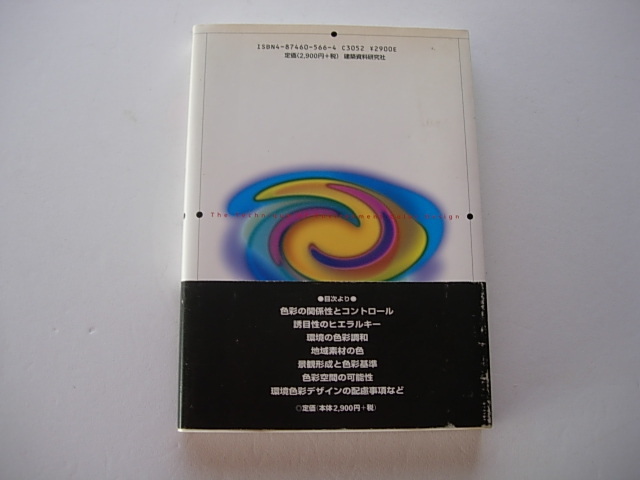 ISBN4-87460-566-4 C3052 ¥2900E
定価(2,900円+税) 建築資料研究社
●目次より●
色彩の関係性とコントロール
誘目性のヒエラルキー
環境の色彩調和
地域素材の色
景観形成と色彩基準
色彩空間の可能性
環境色彩デザインの配慮事項など
○定価(本体2,900円+税)